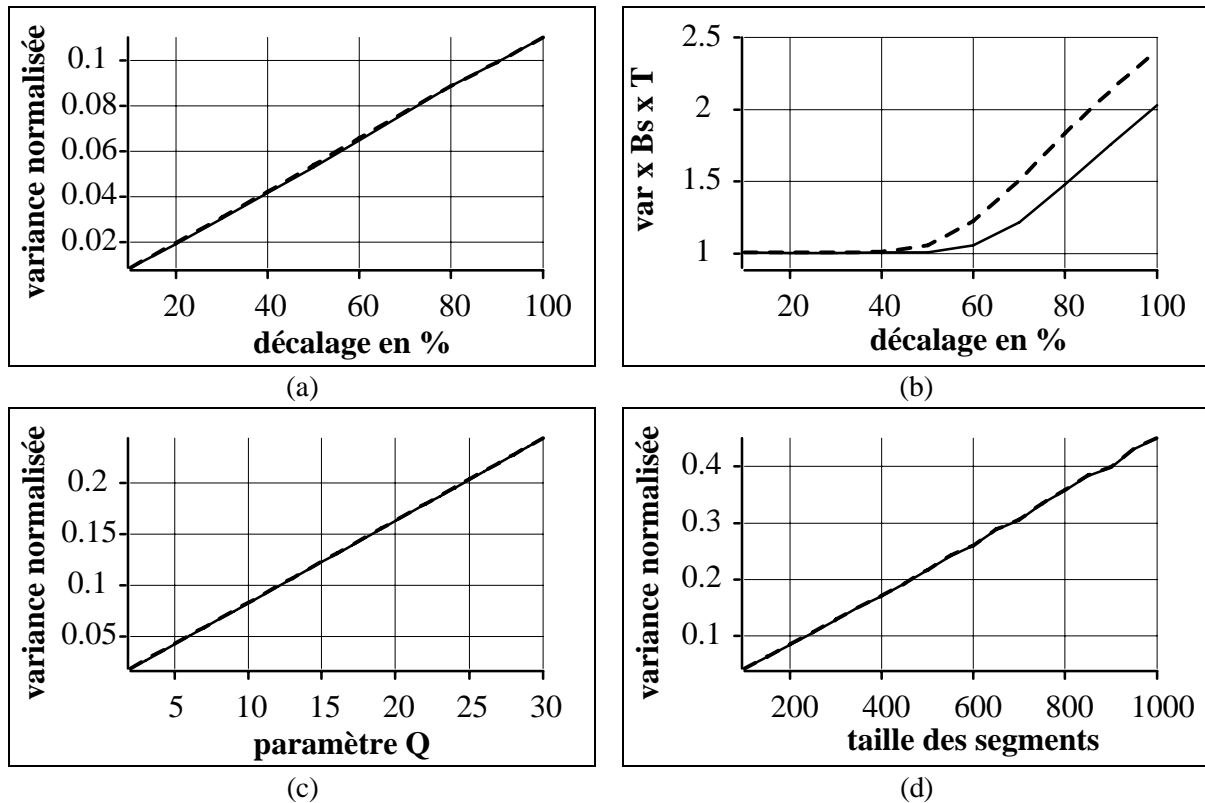 variance normalisée
0.1
0.08
0.06
0.04
0.02
20 40 60 80 100
décalage en %
(a)
var x Bs x T
2.5
2
1.5
1
20 40 60 80 100
décalage en %
(b)
variance normalisée
0.2
0.15
0.1
0.05
5 10 15 20 25 30
paramètre Q
(c)
variance normalisée
0.4
0.3
0.2
0.1
200 400 600 800 1000
taille des segments
(d)